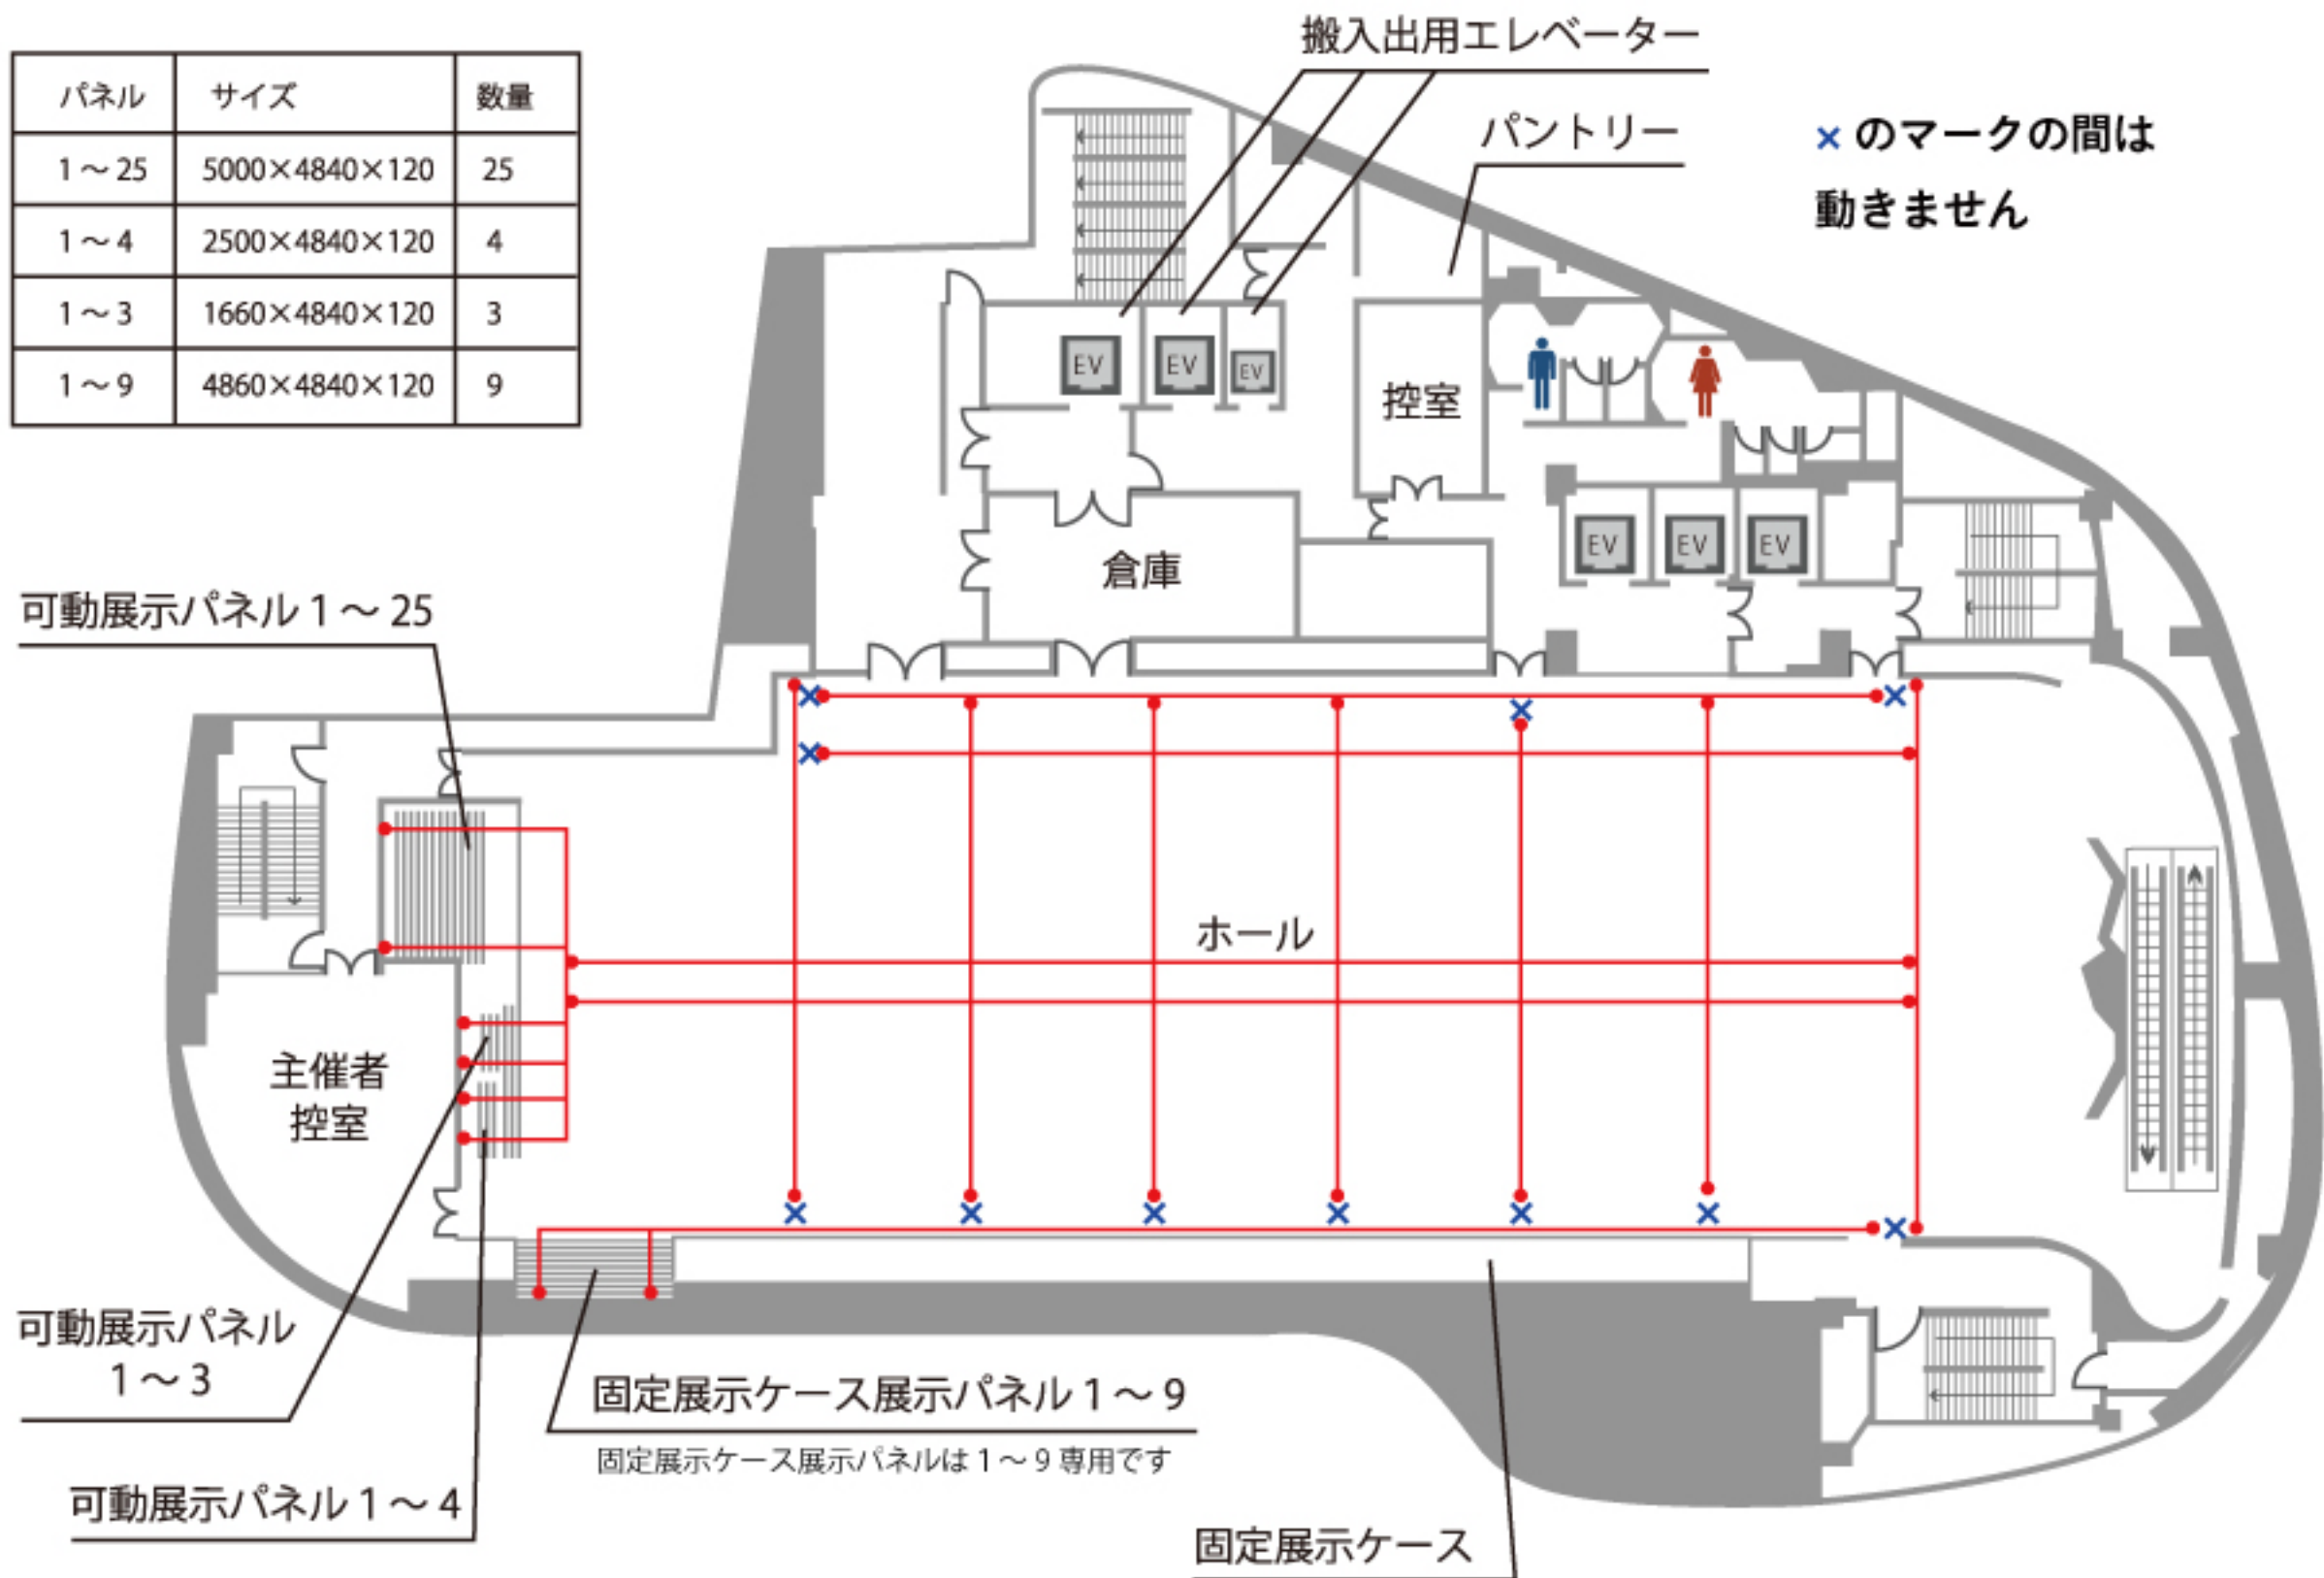 搬入出用エレベーター
パネル サイズ 数量
1～25 5000×4840×120 25
1～4 2500×4840×120 4
1～3 1660×4840×120 3
1～9 4860×4840×120 9
パントリー
× のマークの間は
動きません
EV
EV
EV
控室
EV
EV
EV
倉庫
可動展示パネル 1～25
ホール
主催者
控室
可動展示パネル
1～3
固定展示ケース展示パネル 1～9
固定展示ケース展示パネルは 1～9 専用です
可動展示パネル 1～4
固定展示ケース